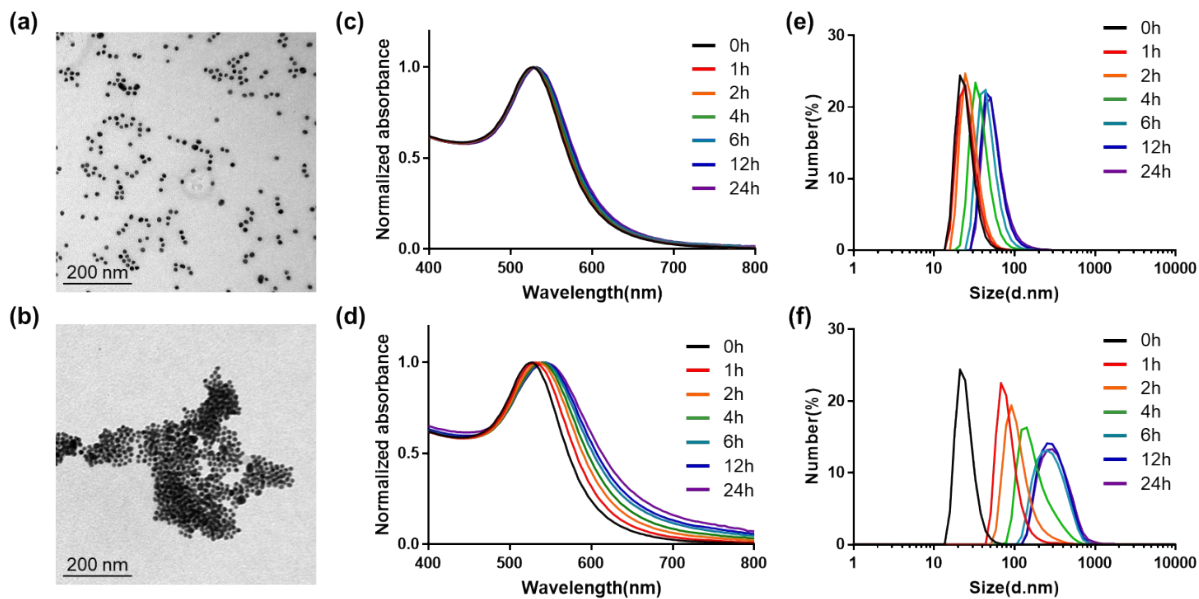 (a)
200 nm
(b)
200 nm
(c)
Normalized absorbance
1.0
0.5
0.0
400
500
600
700
800
Wavelength(nm)
0h
1h
2h
4h
6h
12h
24h
(d)
Normalized absorbance
1.0
0.5
0.0
400
500
600
700
800
Wavelength(nm)
0h
1h
2h
4h
6h
12h
24h
(e)
Number(%)
30
20
10
0
1
10
100
1000
10000
Size(d.nm)
0h
1h
2h
4h
6h
12h
24h
(f)
Number(%)
30
20
10
0
1
10
100
1000
10000
Size(d.nm)
0h
1h
2h
4h
6h
12h
24h